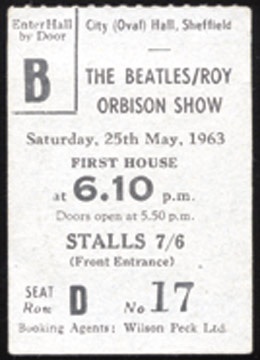 Enter Hall
by Door
B
City (Oval) Hall, Sheffield
THE BEATLES/ROY
ORBISON SHOW
Saturday, 25th May, 1963
FIRST HOUSE
at 6.10 p.m.
Doors open at 5.50 p.m.
STALLS 7/6
(Front Entrance)
SEAT
Row D No 17
Booking Agents: Wilson Peck Ltd.